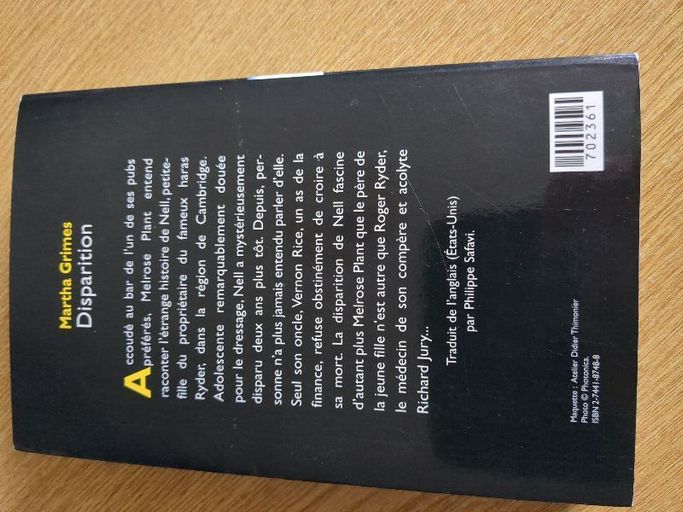 Martha Grimes
Disparition
Accoudé au bar de l'un de ses pubs
préférés, Melrose Plant entend
raconter l'étrange histoire de Nell, petite-
fille du propriétaire du fameux haras
Ryder, dans la région de Cambridge.
Adolescente remarquablement douée
pour le dressage, Nell a mystérieusement
disparu deux ans plus tôt. Depuis, per-
sonne n'a plus jamais entendu parler d'elle.
Seul son oncle, Vernon Rice, un as de la
finance, refuse obstinément de croire à
sa mort. La disparition de Nell fascine
d'autant plus Melrose Plant que le père de
la jeune fille n'est autre que Roger Ryder,
le médecin de son compère et acolyte
Richard Jury...
Traduit de l'anglais (États-Unis)
par Philippe Safavi.
Maquette : Atelier Didier Thimonier
Photo © Photonica.
ISBN 2-7441-8748-8
702361